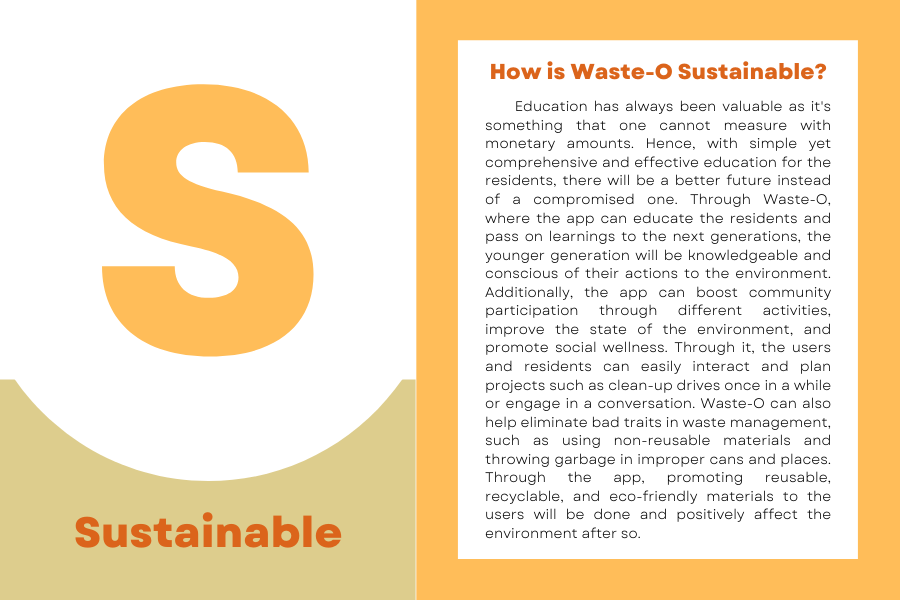 S
Sustainable
How is Waste-O Sustainable?
Education has always been valuable as it's
something that one cannot measure with
monetary amounts. Hence, with simple yet
comprehensive and effective education for the
residents, there will be a better future instead
of a compromised one. Through Waste-O,
where the app can educate the residents and
pass on learnings to the next generations, the
younger generation will be knowledgeable and
conscious of their actions to the environment.
Additionally, the app can boost community
participation through different activities,
improve the state of the environment, and
promote social wellness. Through it, the users
and residents can easily interact and plan
projects such as clean-up drives once in a while
or engage in a conversation. Waste-O can also
help eliminate bad traits in waste management,
such as using non-reusable materials and
throwing garbage in improper cans and places.
Through the app, promoting reusable,
recyclable, and eco-friendly materials to the
users will be done and positively affect the
environment after so.